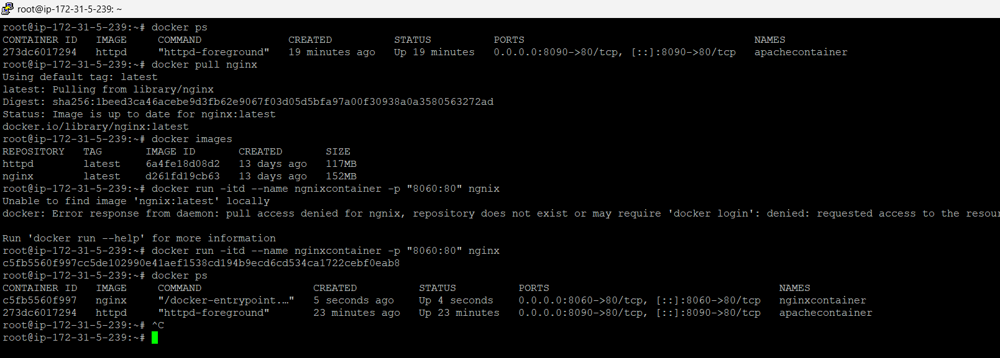 root@ip-172-31-5-239: ~
root@ip-172-31-5-239:~# docker ps
CONTAINER ID   IMAGE     COMMAND              CREATED          STATUS          PORTS                                     NAMES
273dc6017294   httpd     "httpd-foreground"   19 minutes ago   Up 19 minutes   0.0.0.0:8090->80/tcp, [::]:8090->80/tcp   apachecontainer
root@ip-172-31-5-239:~# docker pull nginx
Using default tag: latest
latest: Pulling from library/nginx
Digest: sha256:1beed3ca46acebe9d3fb62e9067f03d05d5bfa97a00f30938a0a3580563272ad
Status: Image is up to date for nginx:latest
docker.io/library/nginx:latest
root@ip-172-31-5-239:~# docker images
REPOSITORY   TAG       IMAGE ID       CREATED       SIZE
httpd        latest    6a4fe18d08d2   13 days ago   117MB
nginx        latest    d261fd19cb63   13 days ago   152MB
root@ip-172-31-5-239:~# docker run -itd --name ngnixcontainer -p "8060:80" ngnix
Unable to find image 'ngnix:latest' locally
docker: Error response from daemon: pull access denied for ngnix, repository does not exist or may require 'docker login': denied: requested access to the resour
Run 'docker run --help' for more information
root@ip-172-31-5-239:~# docker run -itd --name nginxcontainer -p "8060:80" nginx
c5fb5560f997cc5de102990e41aef1538cd194b9ecd6cd534ca1722cebf0eab8
root@ip-172-31-5-239:~# docker ps
CONTAINER ID   IMAGE     COMMAND                  CREATED          STATUS          PORTS                                     NAMES
c5fb5560f997   nginx     "/docker-entrypoint.…"   5 seconds ago    Up 4 seconds    0.0.0.0:8060->80/tcp, [::]:8060->80/tcp   nginxcontainer
273dc6017294   httpd     "httpd-foreground"       23 minutes ago   Up 23 minutes   0.0.0.0:8090->80/tcp, [::]:8090->80/tcp   apachecontainer
root@ip-172-31-5-239:~# ^C
root@ip-172-31-5-239:~#